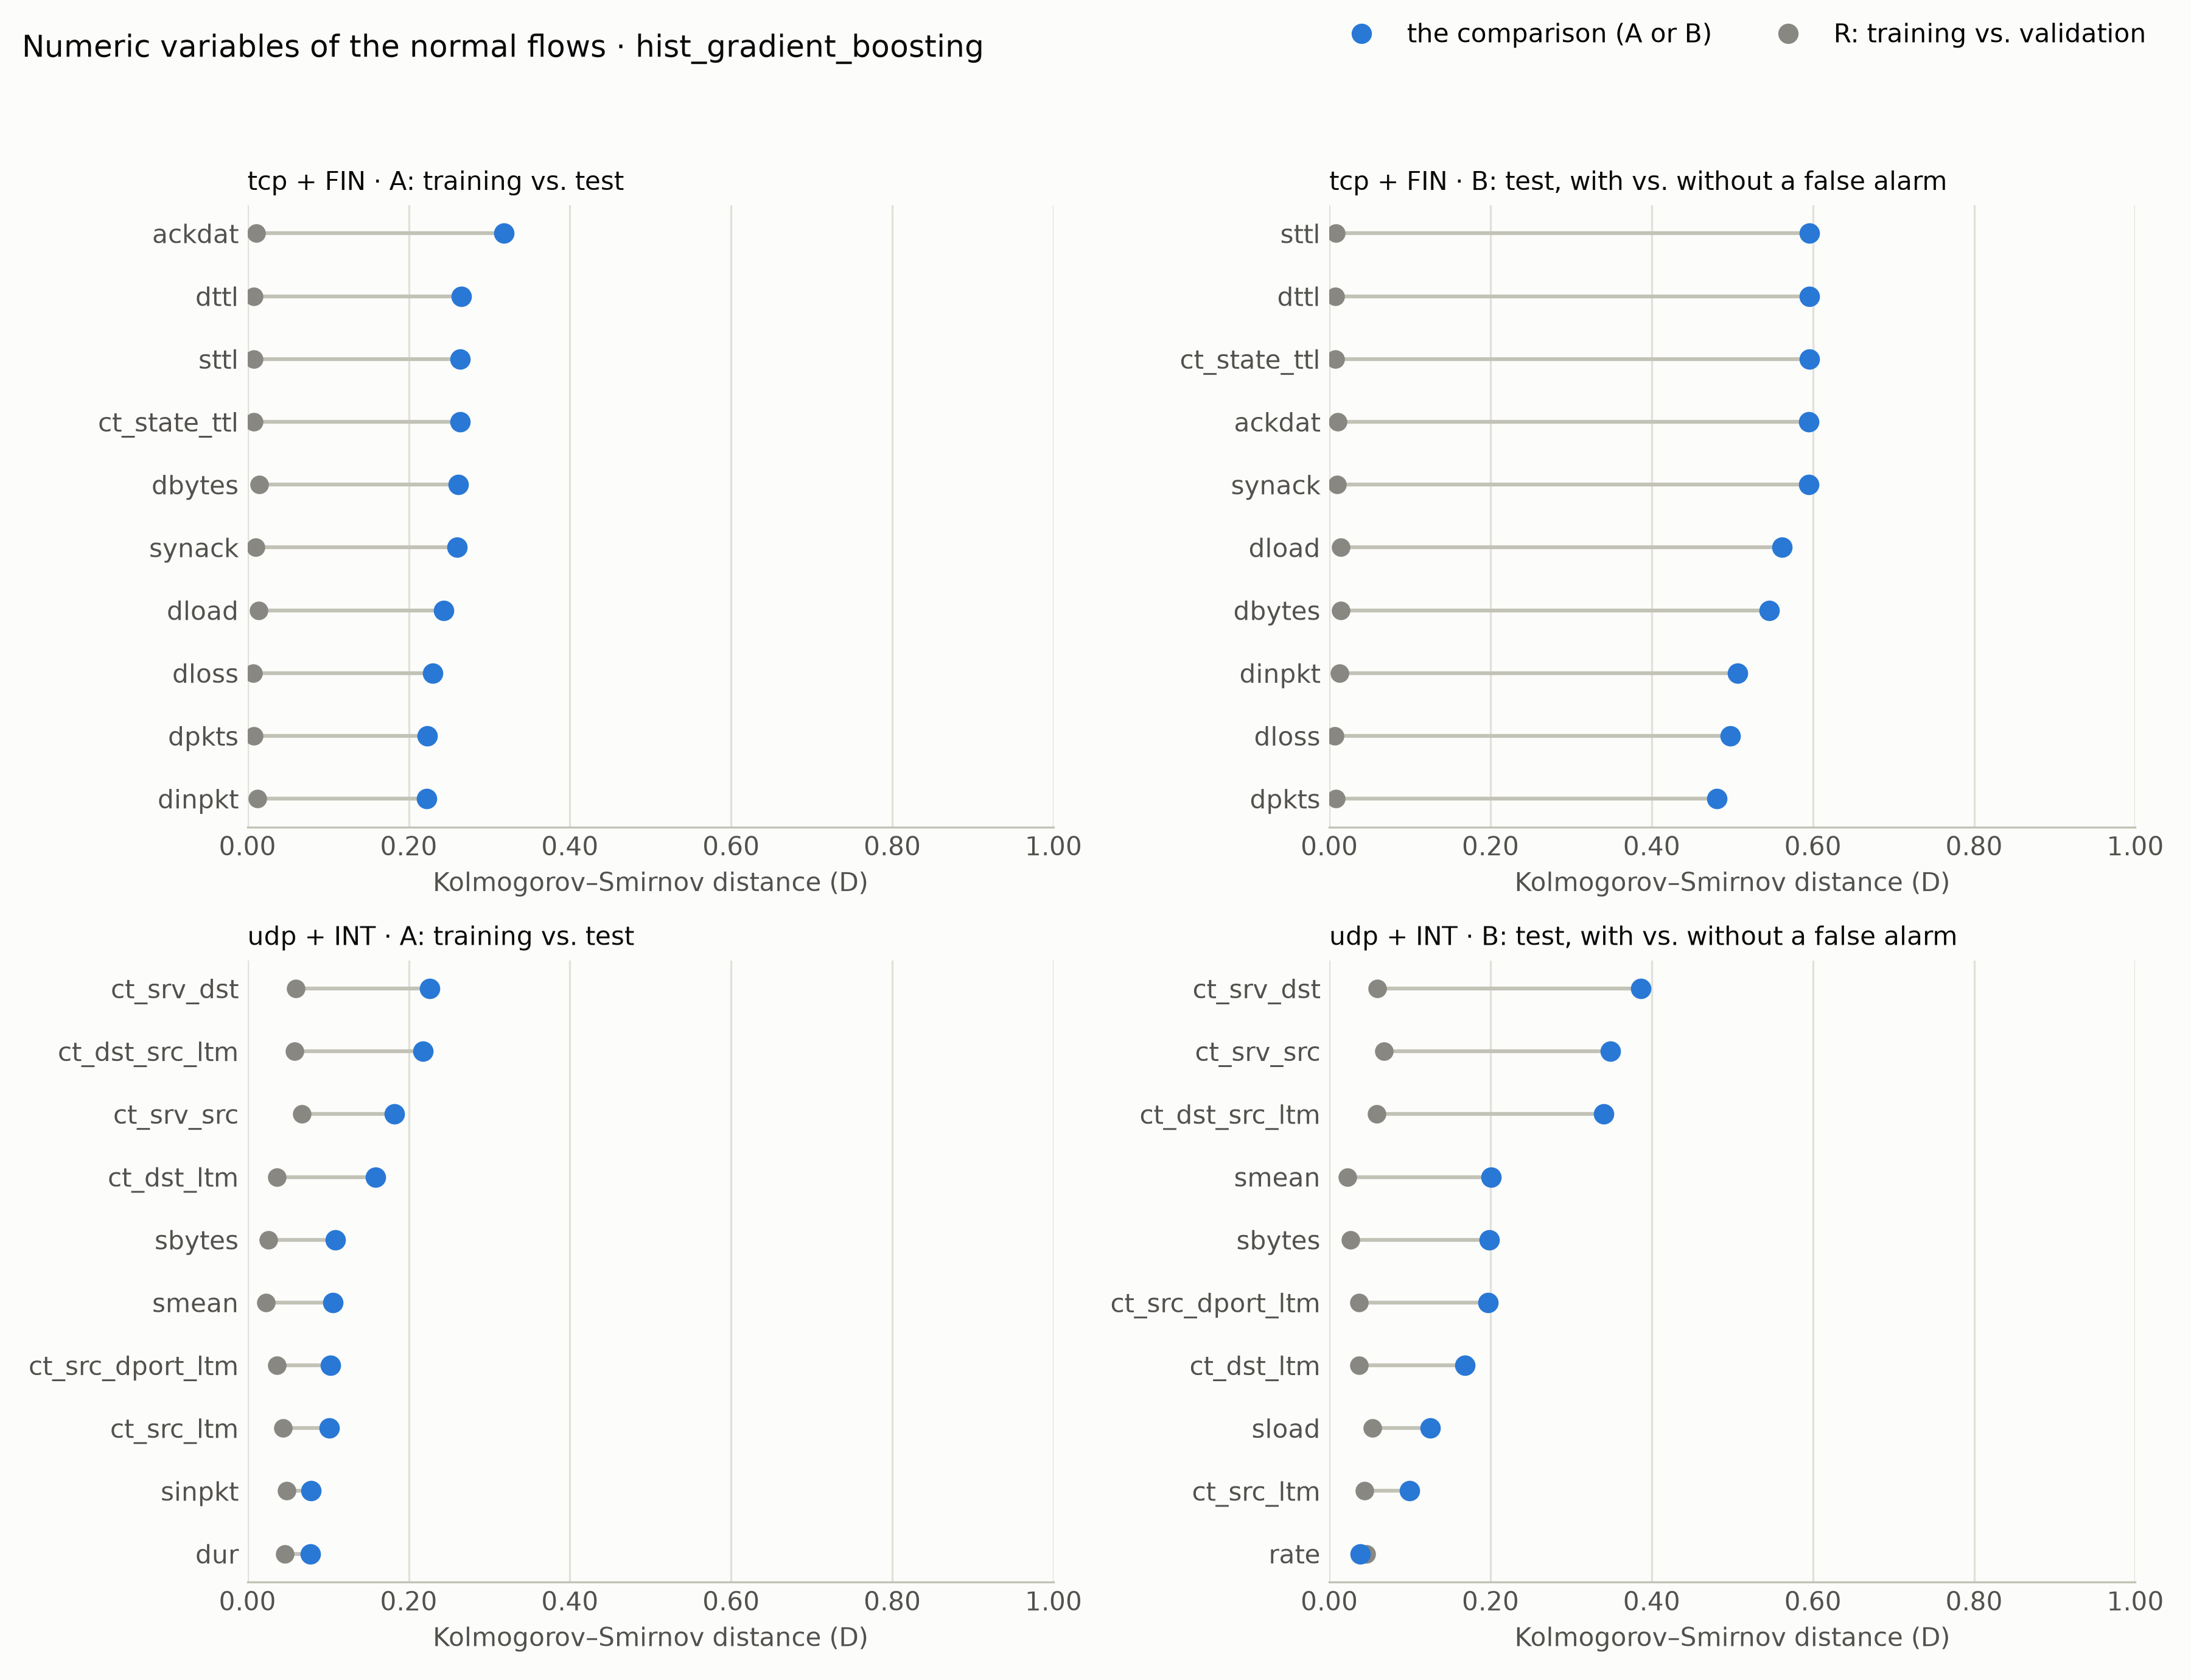 Numeric variables of the normal flows · hist_gradient_boosting
the comparison (A or B)
R: training vs. validation
tcp + FIN · A: training vs. test
ackdat
dttl
sttl
ct_state_ttl
dbytes
synack
dload
dloss
dpkts
dinpkt
0.00 0.20 0.40 0.60 0.80 1.00
Kolmogorov–Smirnov distance (D)
tcp + FIN · B: test, with vs. without a false alarm
sttl
dttl
ct_state_ttl
ackdat
synack
dload
dbytes
dinpkt
dloss
dpkts
0.00 0.20 0.40 0.60 0.80 1.00
Kolmogorov–Smirnov distance (D)
udp + INT · A: training vs. test
ct_srv_dst
ct_dst_src_ltm
ct_srv_src
ct_dst_ltm
sbytes
smean
ct_src_dport_ltm
ct_src_ltm
sinpkt
dur
0.00 0.20 0.40 0.60 0.80 1.00
Kolmogorov–Smirnov distance (D)
udp + INT · B: test, with vs. without a false alarm
ct_srv_dst
ct_srv_src
ct_dst_src_ltm
smean
sbytes
ct_src_dport_ltm
ct_dst_ltm
sload
ct_src_ltm
rate
0.00 0.20 0.40 0.60 0.80 1.00
Kolmogorov–Smirnov distance (D)